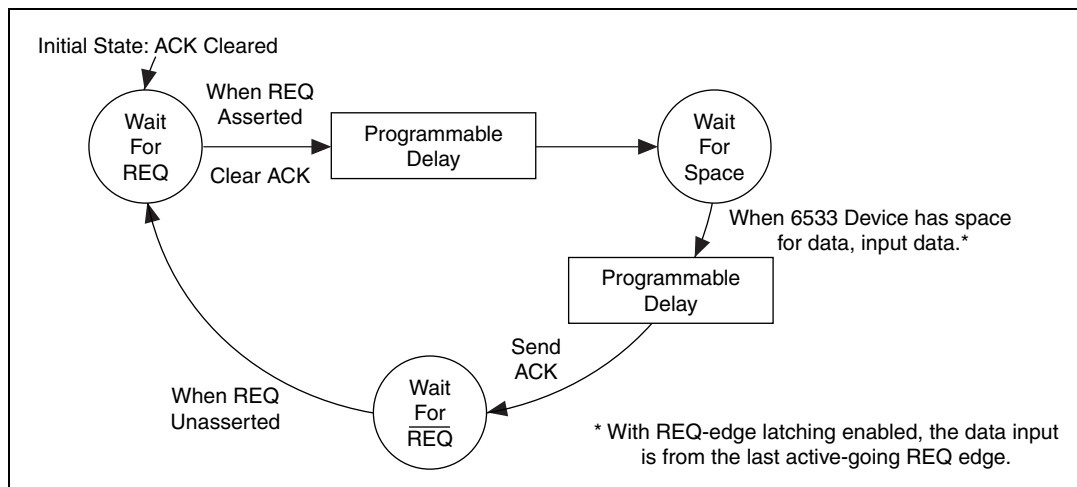 Initial State: ACK Cleared
Wait
For
REQ
When REQ
Asserted
Clear ACK
Programmable
Delay
Wait
For
Space
When 6533 Device has space
for data, input data.*
Programmable
Delay
Send
ACK
Wait
For
R̅E̅Q̅
When REQ
Unasserted
* With REQ-edge latching enabled, the data input
is from the last active-going REQ edge.